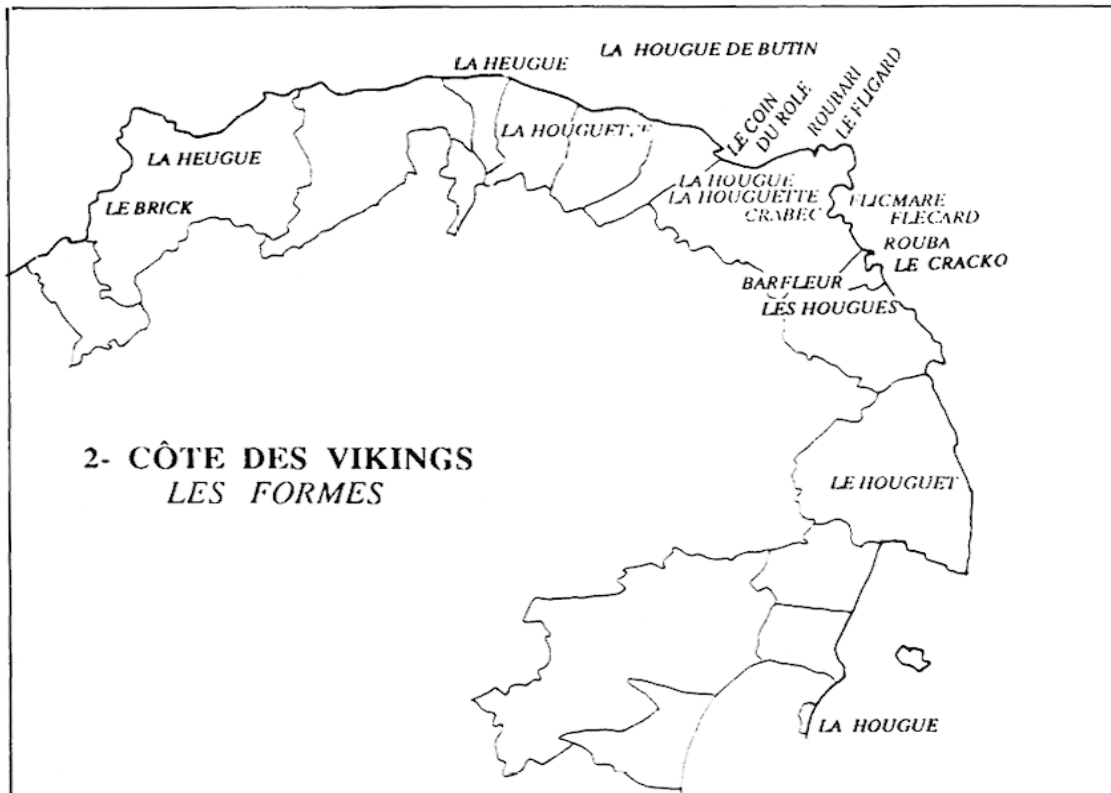 LA HOUGUE DE BUTIN
LA HEUGUE
LE COIN
DU ROLE
ROUBARI
LE FLIGARD
LA HOUGUETTE
LA HEUGUE
LA HOUGUE
LA HOUGUETTE
CRABEC
LE BRICK
FLICMARE
FLECARD
ROUBA
LE CRACKO
BARFLEUR
LES HOUGUES
2- CÔTE DES VIKINGS
LES FORMES
LE HOUGUET
LA HOUGUE